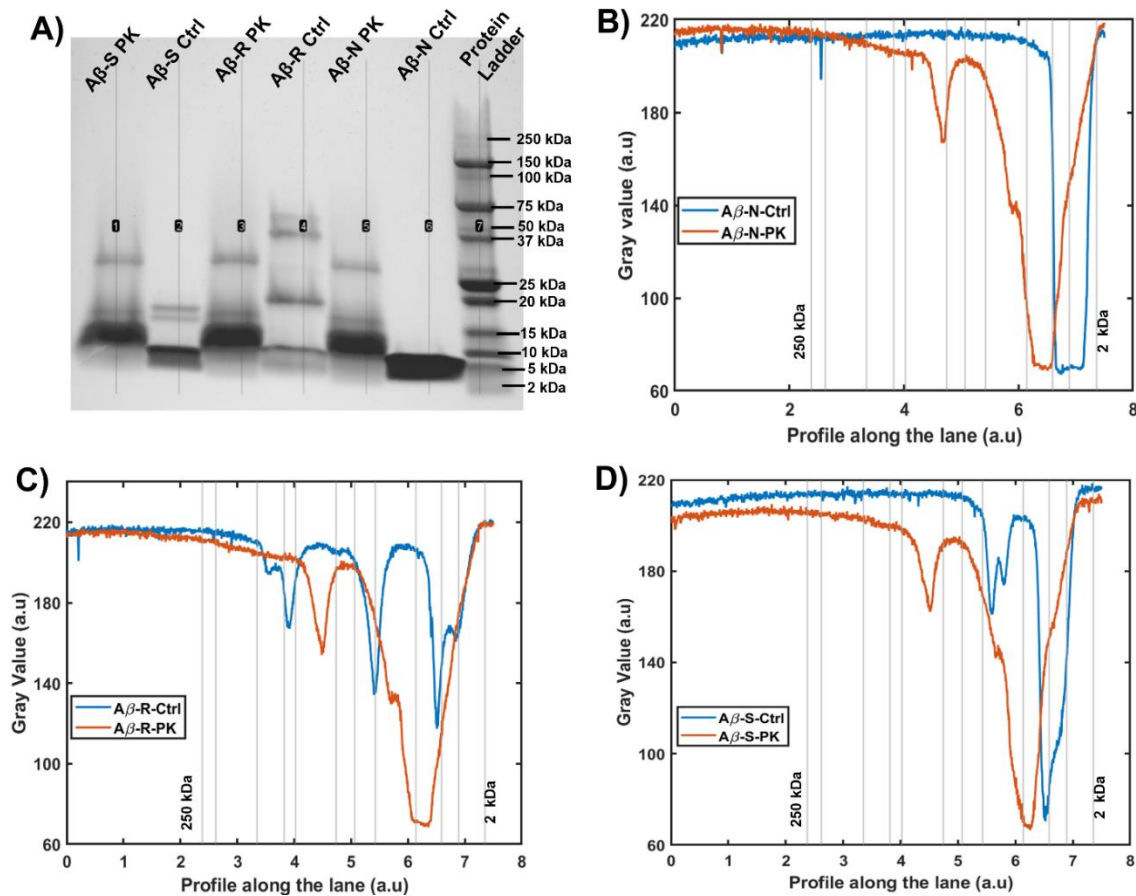 A)
Aβ-S PK
Aβ-S Ctrl
Aβ-R PK
Aβ-R Ctrl
Aβ-N PK
Aβ-N Ctrl
Protein
Ladder
1
2
3
4
5
6
7
250 kDa
150 kDa
100 kDa
75 kDa
50 kDa
37 kDa
25 kDa
20 kDa
15 kDa
10 kDa
5 kDa
2 kDa
B)
220
180
140
100
60
Gray value (a.u)
Aβ-N-Ctrl
Aβ-N-PK
250 kDa
2 kDa
0 2 4 6 8
Profile along the lane (a.u)
C)
220
180
140
100
60
Gray Value (a.u)
Aβ-R-Ctrl
Aβ-R-PK
250 kDa
2 kDa
0 1 2 3 4 5 6 7 8
Profile along the lane (a.u)
D)
220
180
140
100
60
Gray Value (a.u)
Aβ-S-Ctrl
Aβ-S-PK
250 kDa
2 kDa
0 1 2 3 4 5 6 7 8
Profile along the lane (a.u)